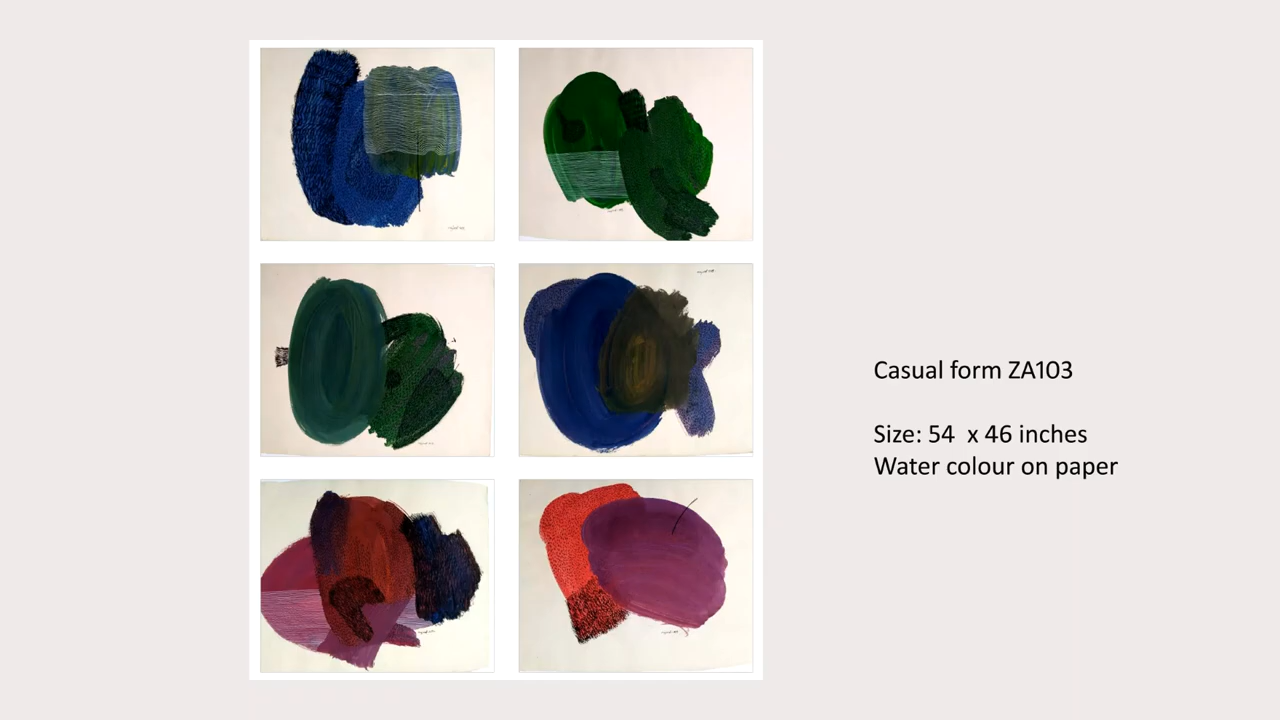 Casual form ZA103
Size: 54 x 46 inches
Water colour on paper